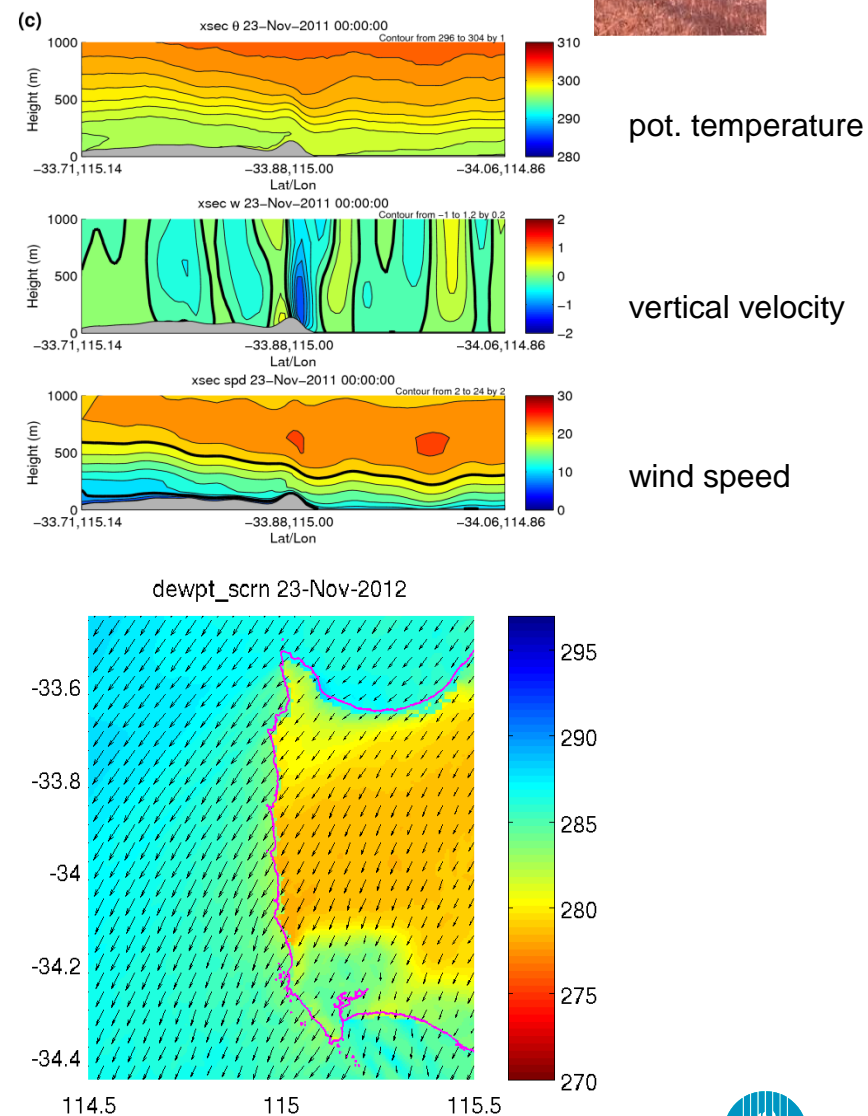 (c)
xsec θ 23−Nov−2011 00:00:00
Contour from 296 to 304 by 1
1000
500
0
Height (m)
−33.71,115.14
−33.88,115.00
−34.06,114.86
Lat/Lon
310
300
290
280
pot. temperature
xsec w 23−Nov−2011 00:00:00
Contour from −1 to 1.2 by 0.2
1000
500
0
Height (m)
−33.71,115.14
−33.88,115.00
−34.06,114.86
Lat/Lon
2
1
0
−1
−2
vertical velocity
xsec spd 23−Nov−2011 00:00:00
Contour from 2 to 24 by 2
1000
500
0
Height (m)
−33.71,115.14
−33.88,115.00
−34.06,114.86
Lat/Lon
30
20
10
0
wind speed
dewpt_scrn 23-Nov-2012
-33.6
-33.8
-34
-34.2
-34.4
114.5
115
115.5
295
290
285
280
275
270